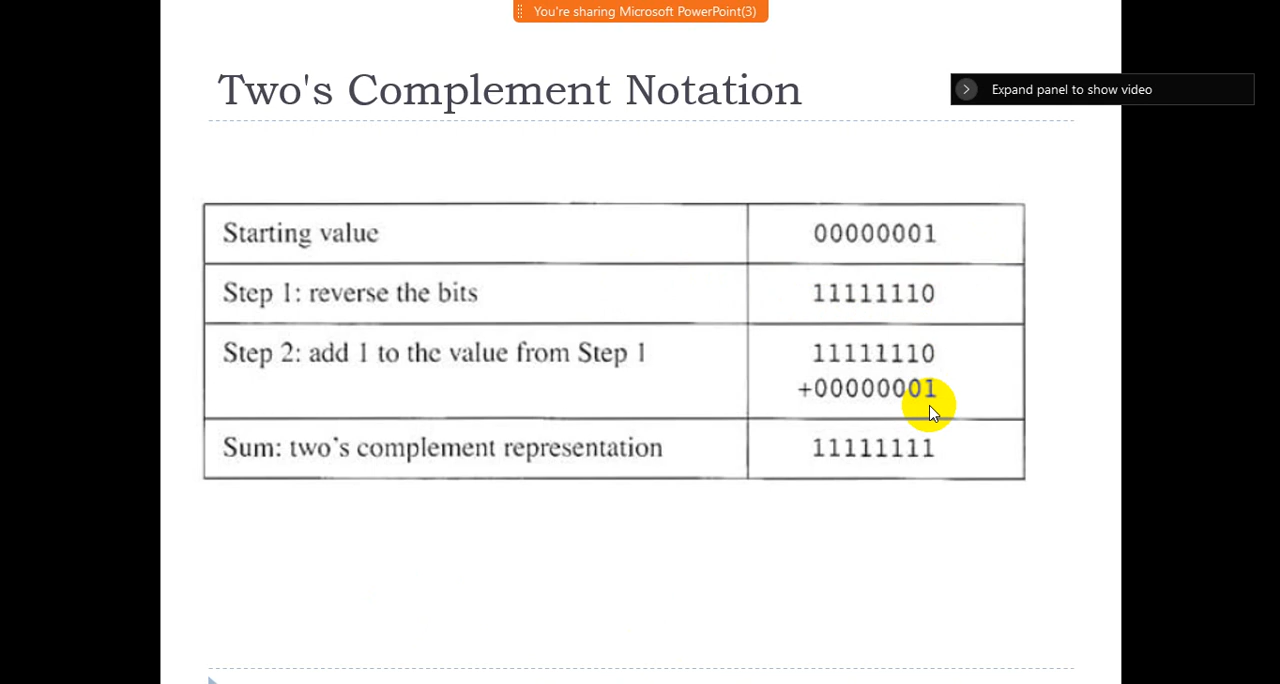 You're sharing Microsoft PowerPoint(3)
Two's Complement Notation
Expand panel to show video
Starting value 00000001
Step 1: reverse the bits 11111110
Step 2: add 1 to the value from Step 1 11111110
+00000001
Sum: two's complement representation 11111111